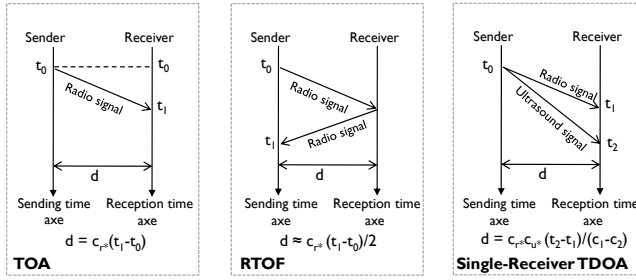 Sender Receiver
t0 t0
Radio signal
t1
d
Sending time axe Reception time axe
d = cr*(t1-t0)
TOA
Sender Receiver
t0
Radio signal
Radio signal
t1
d
Sending time axe Reception time axe
d ≈ cr*(t1-t0)/2
RTOF
Sender Receiver
t0
Radio signal
t1
Ultrasound signal
t2
d
Sending time axe Reception time axe
d = cr*cu*(t2-t1)/(c1-c2)
Single-Receiver TDOA